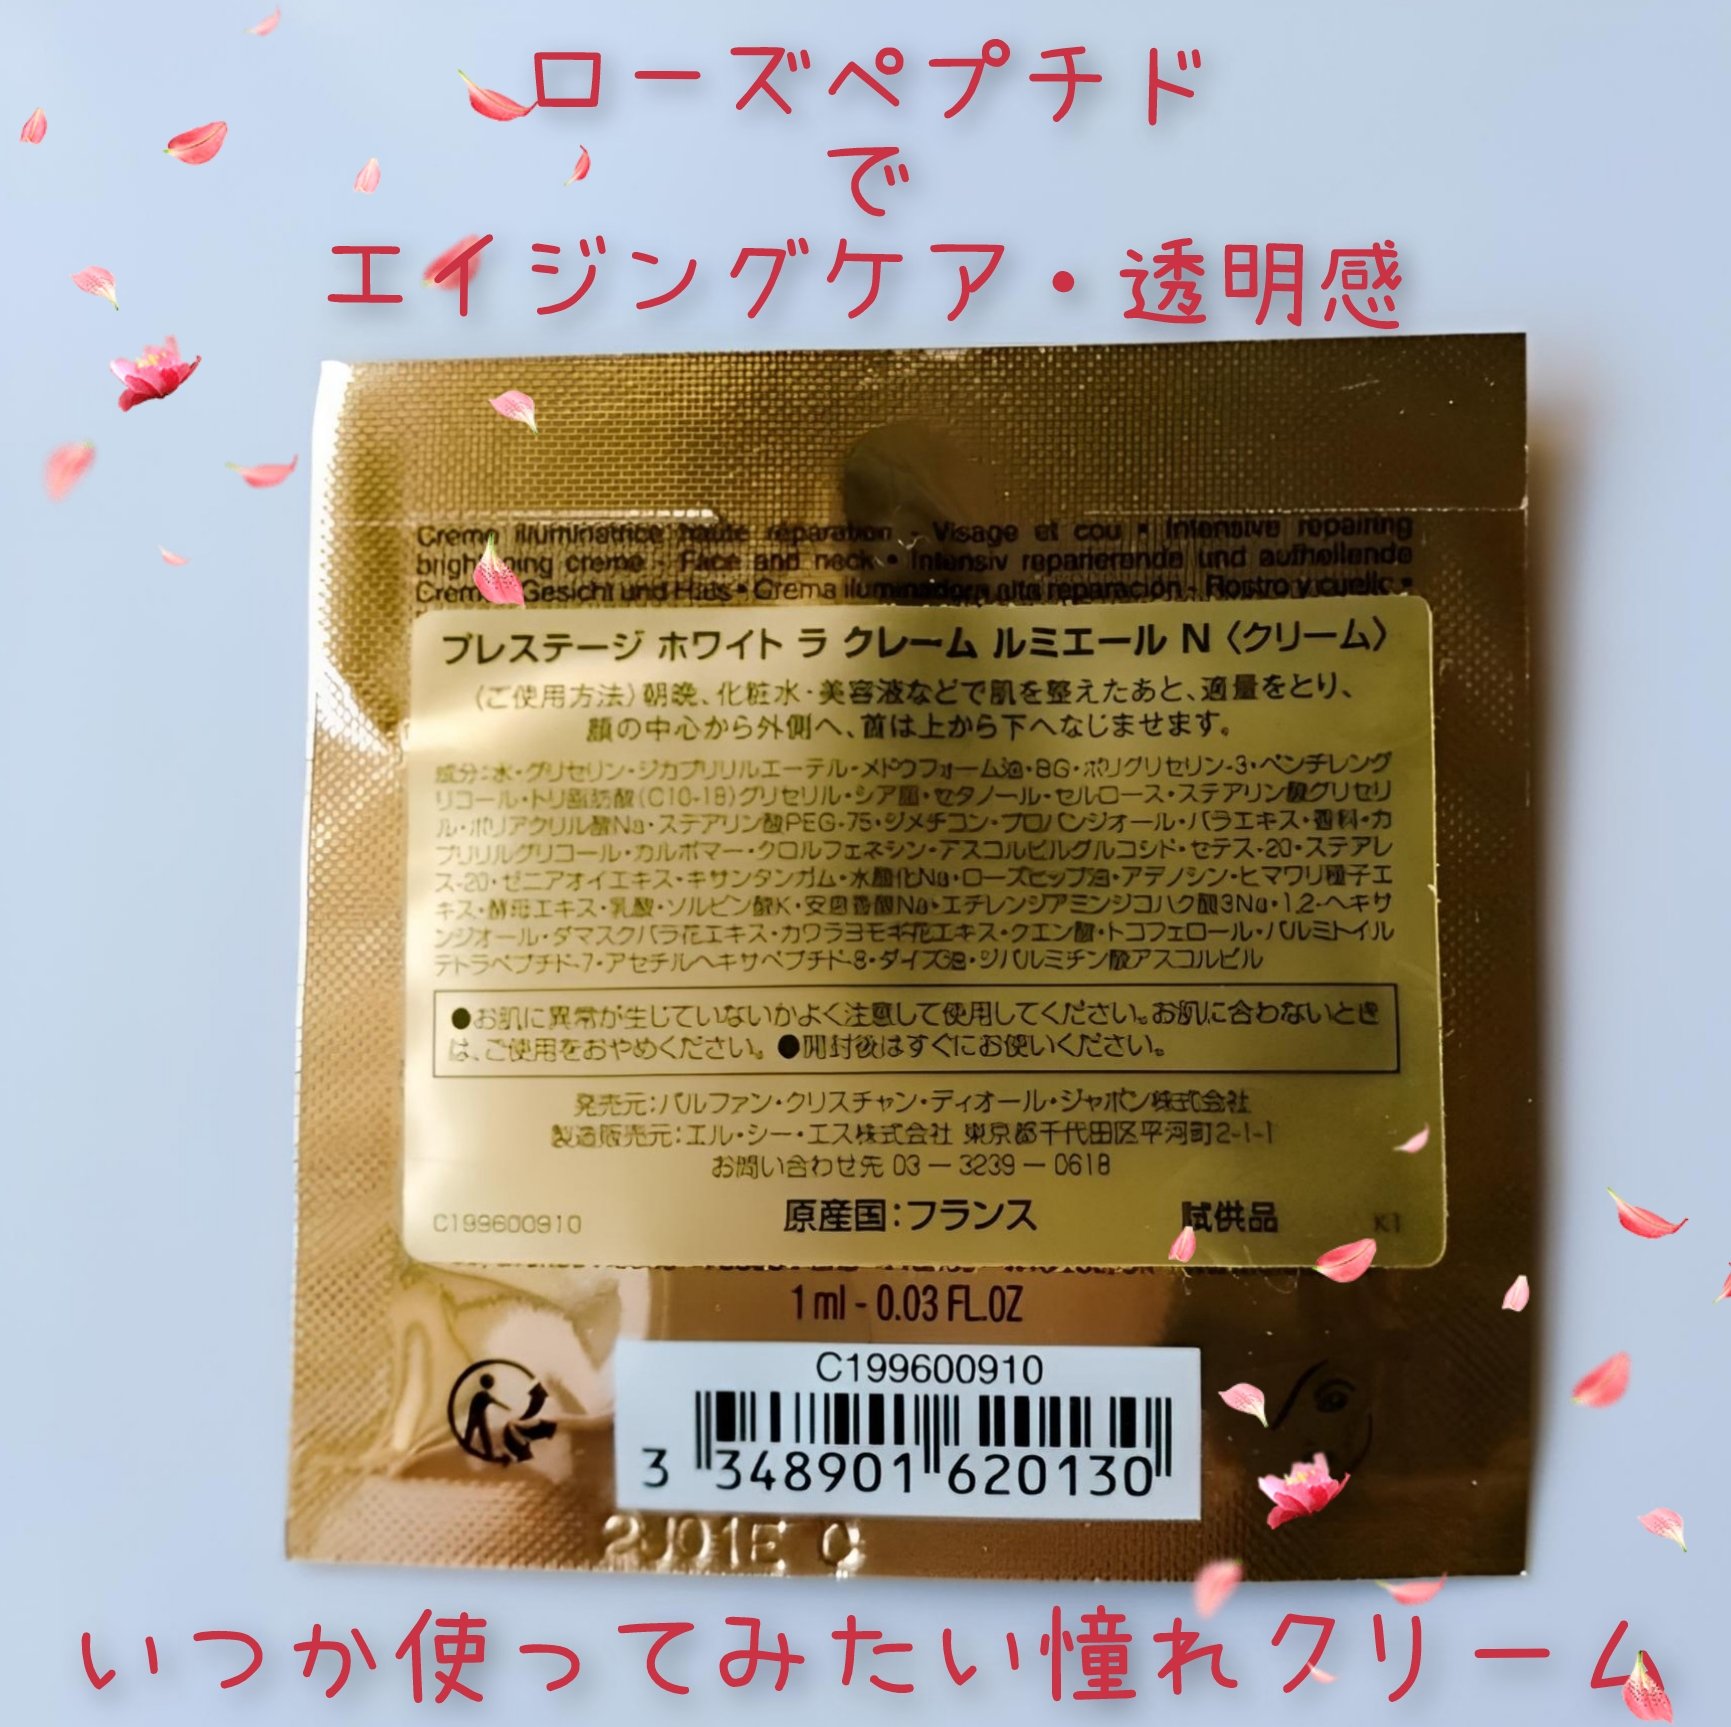 ローズペプチド
で
エイジングケア・透明感
Creme illuminatrice haute réparation - Visage et cou • Intensive repairing
brightening creme - Face and neck • Intensiv reparierende und aufhellende
Creme - Gesicht und Hals • Crema iluminadora alta reparación - Rostro y cuello •
プレステージ ホワイト ラ クレーム ルミエール N 〈クリーム〉
（ご使用方法）朝晩、化粧水・美容液などで肌を整えたあと、適量をとり、
顔の中心から外側へ、首は上から下へなじませます。
成分：水・グリセリン・ジカプリリルエーテル・メドウフォーム油・BG・ポリグリセリン-3・ペンチレング
リコール・トリ脂肪酸（C10-18）グリセリル・シア脂・セタノール・セルロース・ステアリン酸グリセリ
ル・ポリアクリル酸Na・ステアリン酸PEG-75・ジメチコン・プロパンジオール・バラエキス・香料・カ
プリリルグリコール・カルボマー・クロルフェネシン・アスコルビルグルコシド・セテス-20・ステアレ
ス-20・ゼニアオイエキス・キサンタンガム・水酸化Na・ローズヒップ油・アデノシン・ヒマワリ種子エ
キス・酵母エキス・乳酸・ソルビン酸K・安息香酸Na・エチレンジアミンジコハク酸3Na・1,2-ヘキサ
ンジオール・ダマスクバラ花エキス・カワラヨモギ花エキス・クエン酸・トコフェロール・パルミトイル
テトラペプチド-7・アセチルヘキサペプチド-8・ダイズ油・ジパルミチン酸アスコルビル
●お肌に異常が生じていないかよく注意して使用してください。お肌に合わないとき
は、ご使用をおやめください。●開封後はすぐにお使いください。
発売元：パルファン・クリスチャン・ディオール・ジャポン株式会社
製造販売元：エル・シー・エス株式会社 東京都千代田区平河町2-1-1
お問い合わせ先 03 ー 3239 ー 0618
C199600910 原産国：フランス 試供品 K1
1 ml - 0.03 FL.OZ
C199600910
3 348901 620130
2J01E C
いつか使ってみたい憧れクリーム